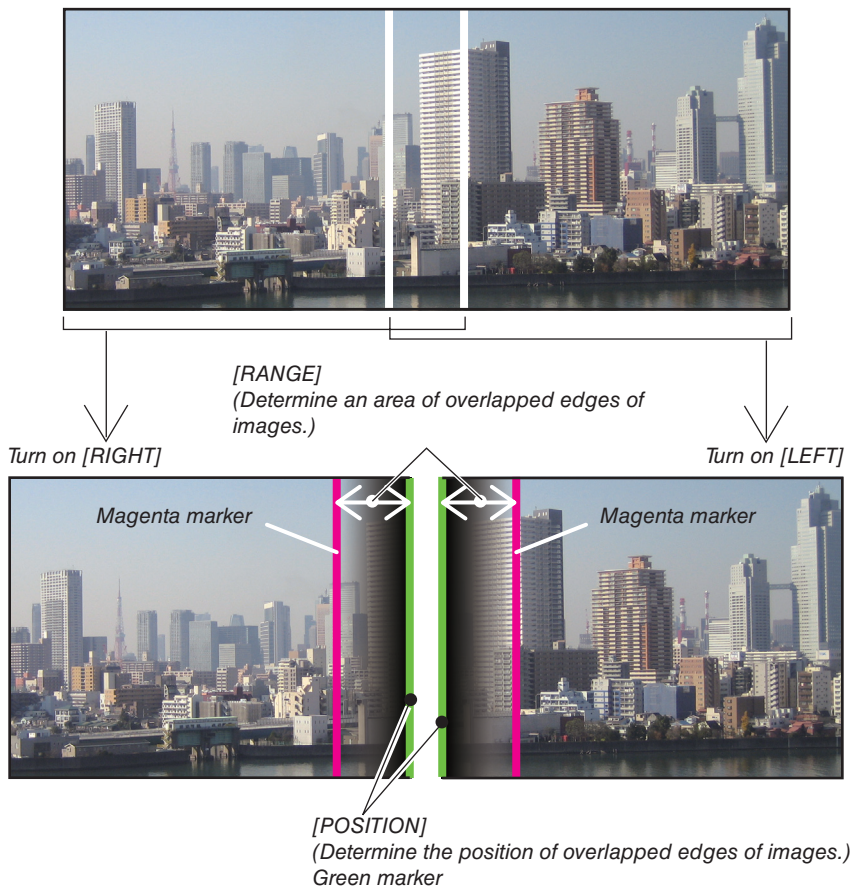 [RANGE]
(Determine an area of overlapped edges of
images.)
Turn on [RIGHT]
Turn on [LEFT]
Magenta marker
Magenta marker
[POSITION]
(Determine the position of overlapped edges of images.)
Green marker